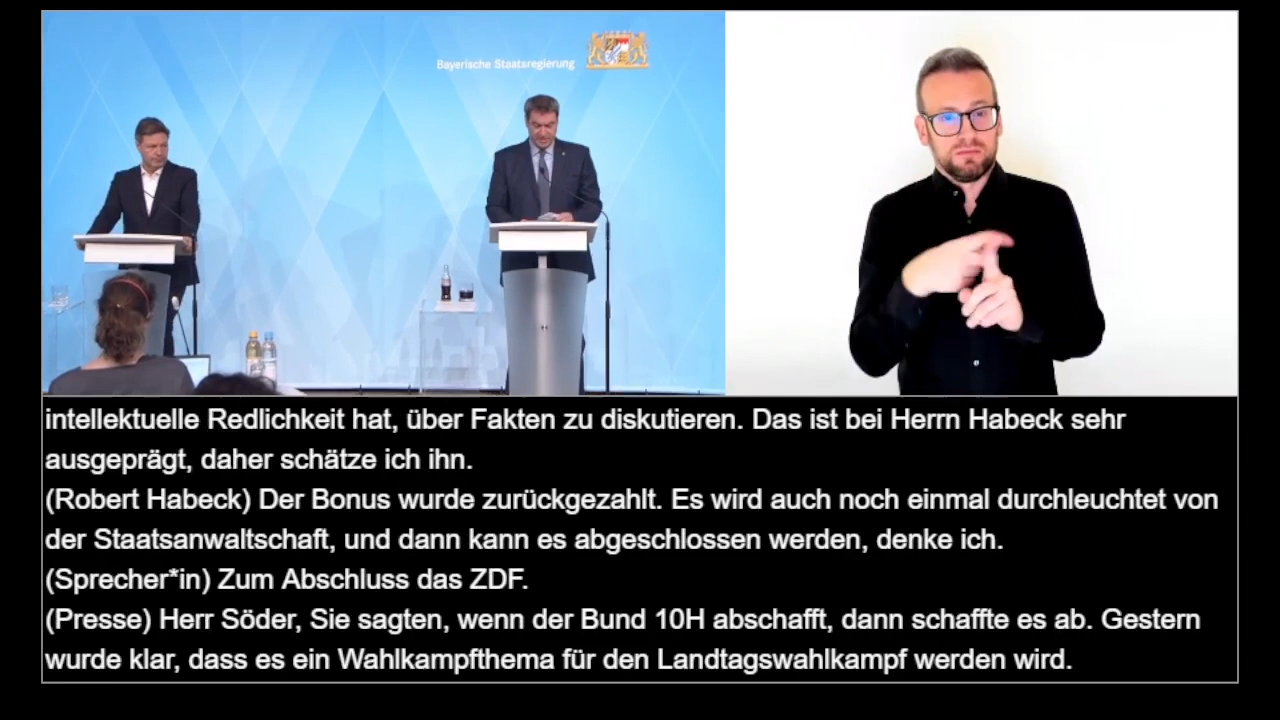 Bayerische Staatsregierung
intellektuelle Redlichkeit hat, über Fakten zu diskutieren. Das ist bei Herrn Habeck sehr
ausgeprägt, daher schätze ich ihn.
(Robert Habeck) Der Bonus wurde zurückgezahlt. Es wird auch noch einmal durchleuchtet von
der Staatsanwaltschaft, und dann kann es abgeschlossen werden, denke ich.
(Sprecher*in) Zum Abschluss das ZDF.
(Presse) Herr Söder, Sie sagten, wenn der Bund 10H abschafft, dann schaffte es ab. Gestern
wurde klar, dass es ein Wahlkampfthema für den Landtagswahlkampf werden wird.